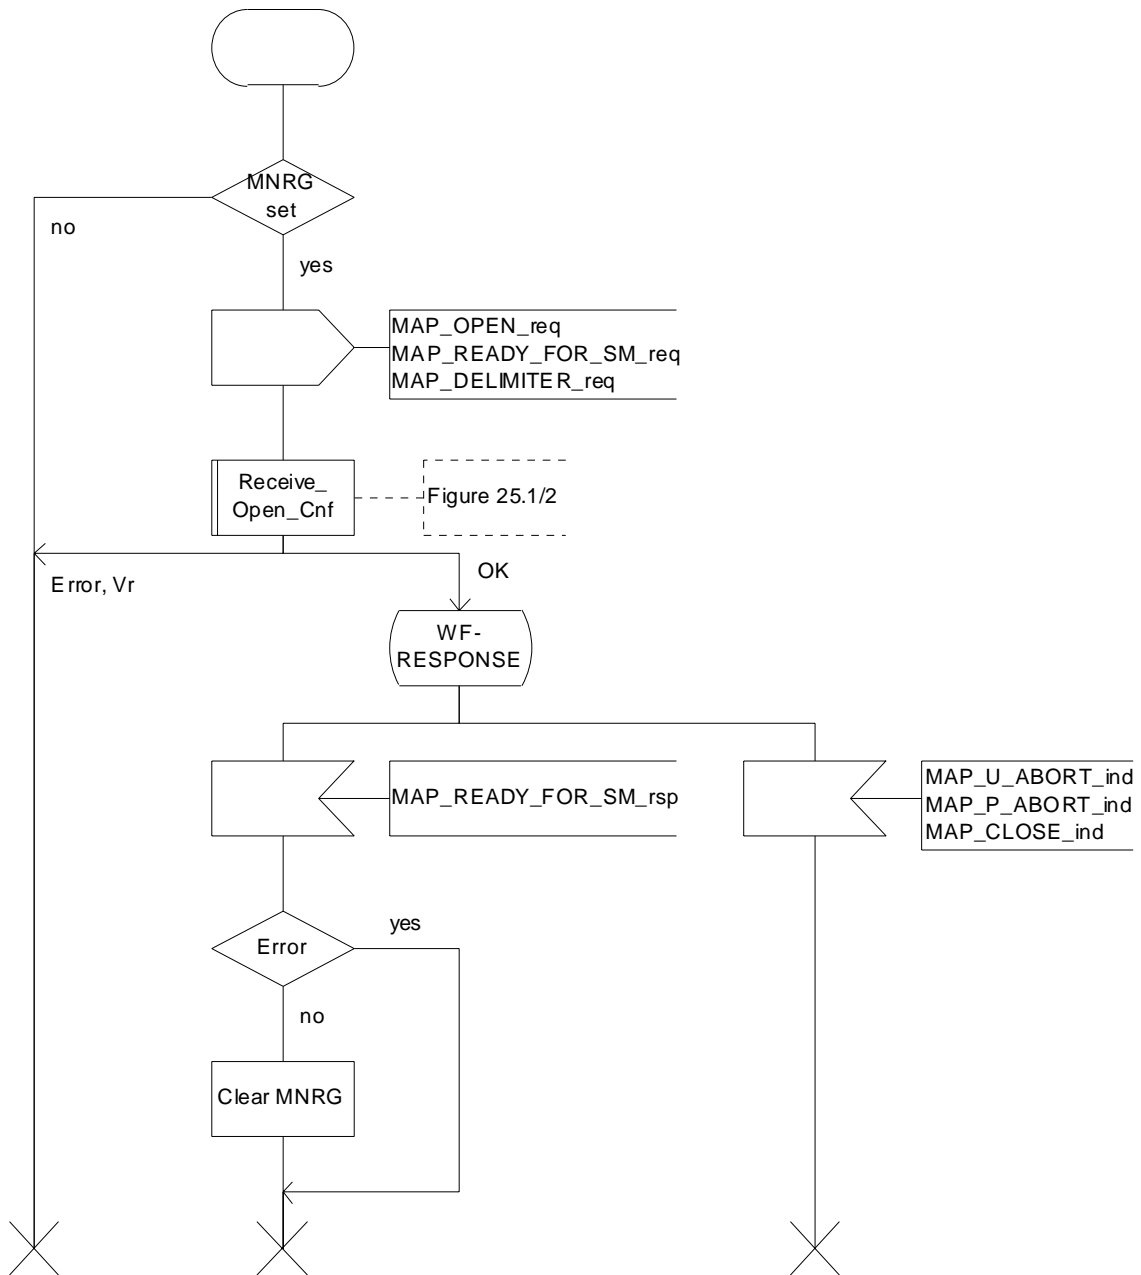 MNRG
set
no
yes
MAP_OPEN_req
MAP_READY_FOR_SM_req
MAP_DELIMITER_req
Receive_
Open_Cnf
Figure 25.1/2
Error, Vr
OK
WF-
RESPONSE
MAP_READY_FOR_SM_rsp
MAP_U_ABORT_ind
MAP_P_ABORT_ind
MAP_CLOSE_ind
Error
yes
no
Clear MNRG